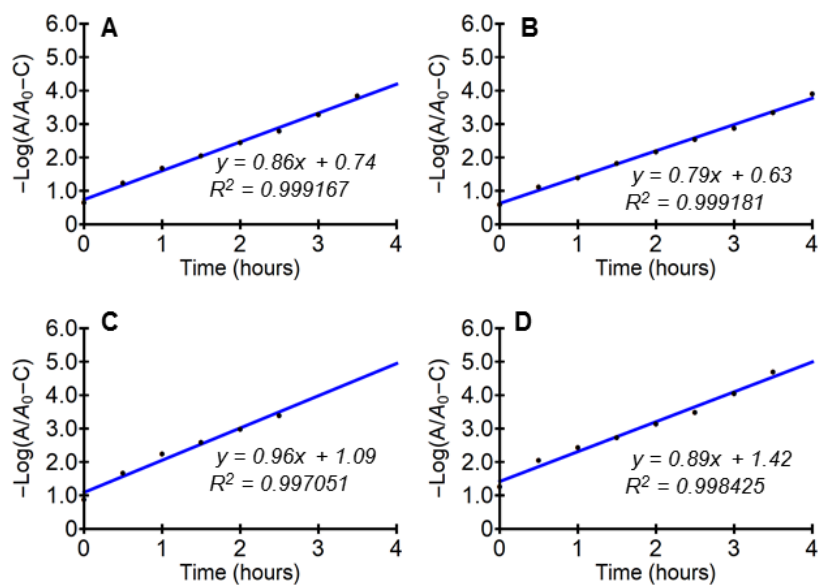 A
−Log(A/A₀−C)
6.0
5.0
4.0
3.0
2.0
1.0
0
y = 0.86x + 0.74
R² = 0.999167
0 1 2 3 4
Time (hours)
B
−Log(A/A₀−C)
6.0
5.0
4.0
3.0
2.0
1.0
0
y = 0.79x + 0.63
R² = 0.999181
0 1 2 3 4
Time (hours)
C
−Log(A/A₀−C)
6.0
5.0
4.0
3.0
2.0
1.0
0
y = 0.96x + 1.09
R² = 0.997051
0 1 2 3 4
Time (hours)
D
−Log(A/A₀−C)
6.0
5.0
4.0
3.0
2.0
1.0
0
y = 0.89x + 1.42
R² = 0.998425
0 1 2 3 4
Time (hours)